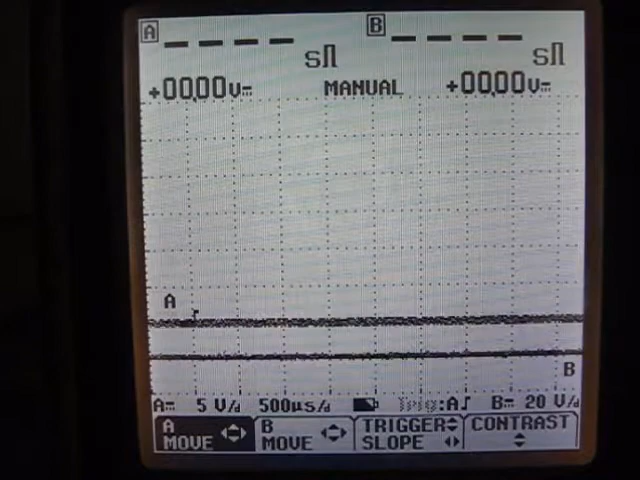 A B
---- ----
s s
+00.00V MANUAL +00.00V
A
B
A= 5 V/d 500µs/d Trig:A B= 20 V/d
A B TRIGGER CONTRAST
MOVE MOVE SLOPE